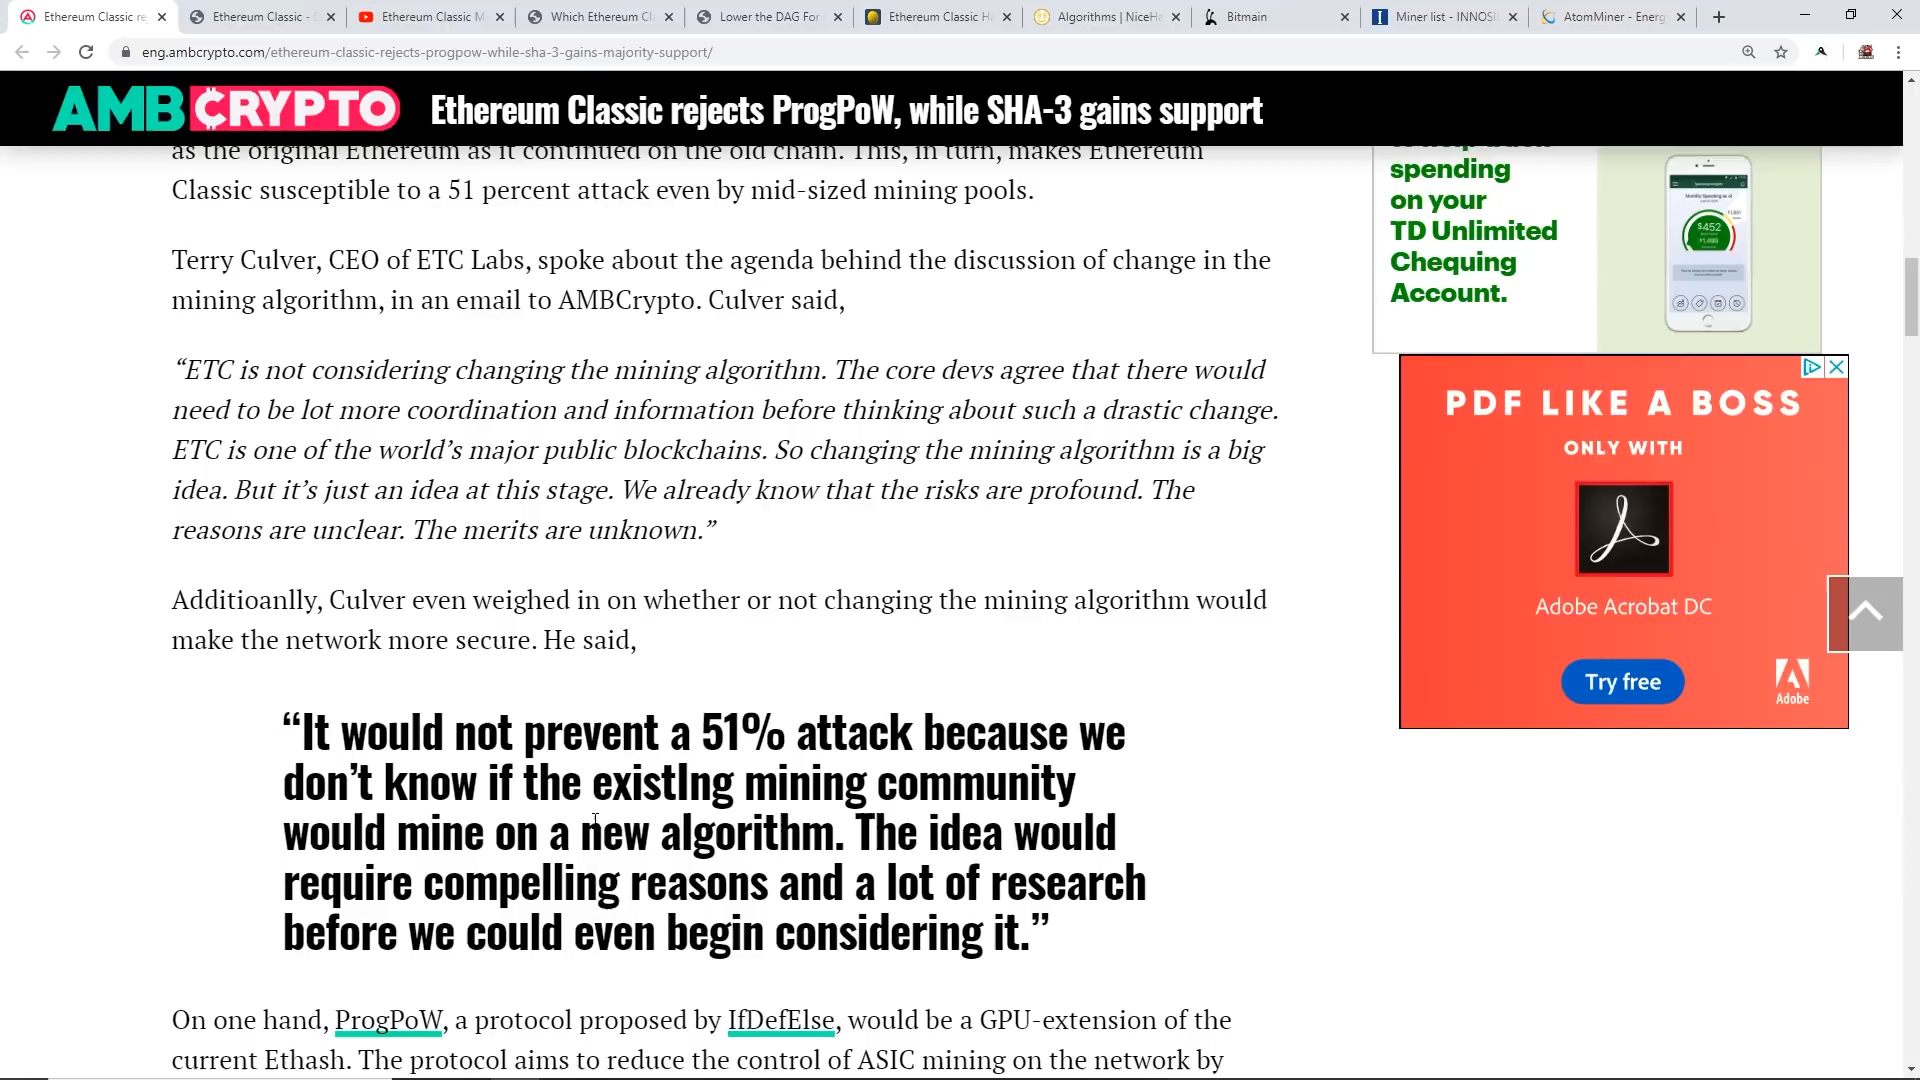 Ethereum Classic re
Ethereum Classic - S
Ethereum Classic M
Which Ethereum Cl
Lower the DAG For
Ethereum Classic Ha
Algorithms | NiceHa
Bitmain
Miner list - INNOSI
AtomMiner - Energ
eng.ambcrypto.com/ethereum-classic-rejects-progpow-while-sha-3-gains-majority-support/
AMBCRYPTO
Ethereum Classic rejects ProgPoW, while SHA-3 gains support
as the original Ethereum as it continued on the old chain. This, in turn, makes Ethereum
Classic susceptible to a 51 percent attack even by mid-sized mining pools.
Terry Culver, CEO of ETC Labs, spoke about the agenda behind the discussion of change in the
mining algorithm, in an email to AMBCrypto. Culver said,
“ETC is not considering changing the mining algorithm. The core devs agree that there would
need to be lot more coordination and information before thinking about such a drastic change.
ETC is one of the world’s major public blockchains. So changing the mining algorithm is a big
idea. But it’s just an idea at this stage. We already know that the risks are profound. The
reasons are unclear. The merits are unknown.”
Additioanlly, Culver even weighed in on whether or not changing the mining algorithm would
make the network more secure. He said,
“It would not prevent a 51% attack because we
don’t know if the existIng mining community
would mine on a new algorithm. The idea would
require compelling reasons and a lot of research
before we could even begin considering it.”
On one hand, ProgPoW, a protocol proposed by IfDefElse, would be a GPU-extension of the
current Ethash. The protocol aims to reduce the control of ASIC mining on the network by
spending
on your
TD Unlimited
Chequing
Account.
$452
PDF LIKE A BOSS
ONLY WITH
Adobe Acrobat DC
Try free
Adobe